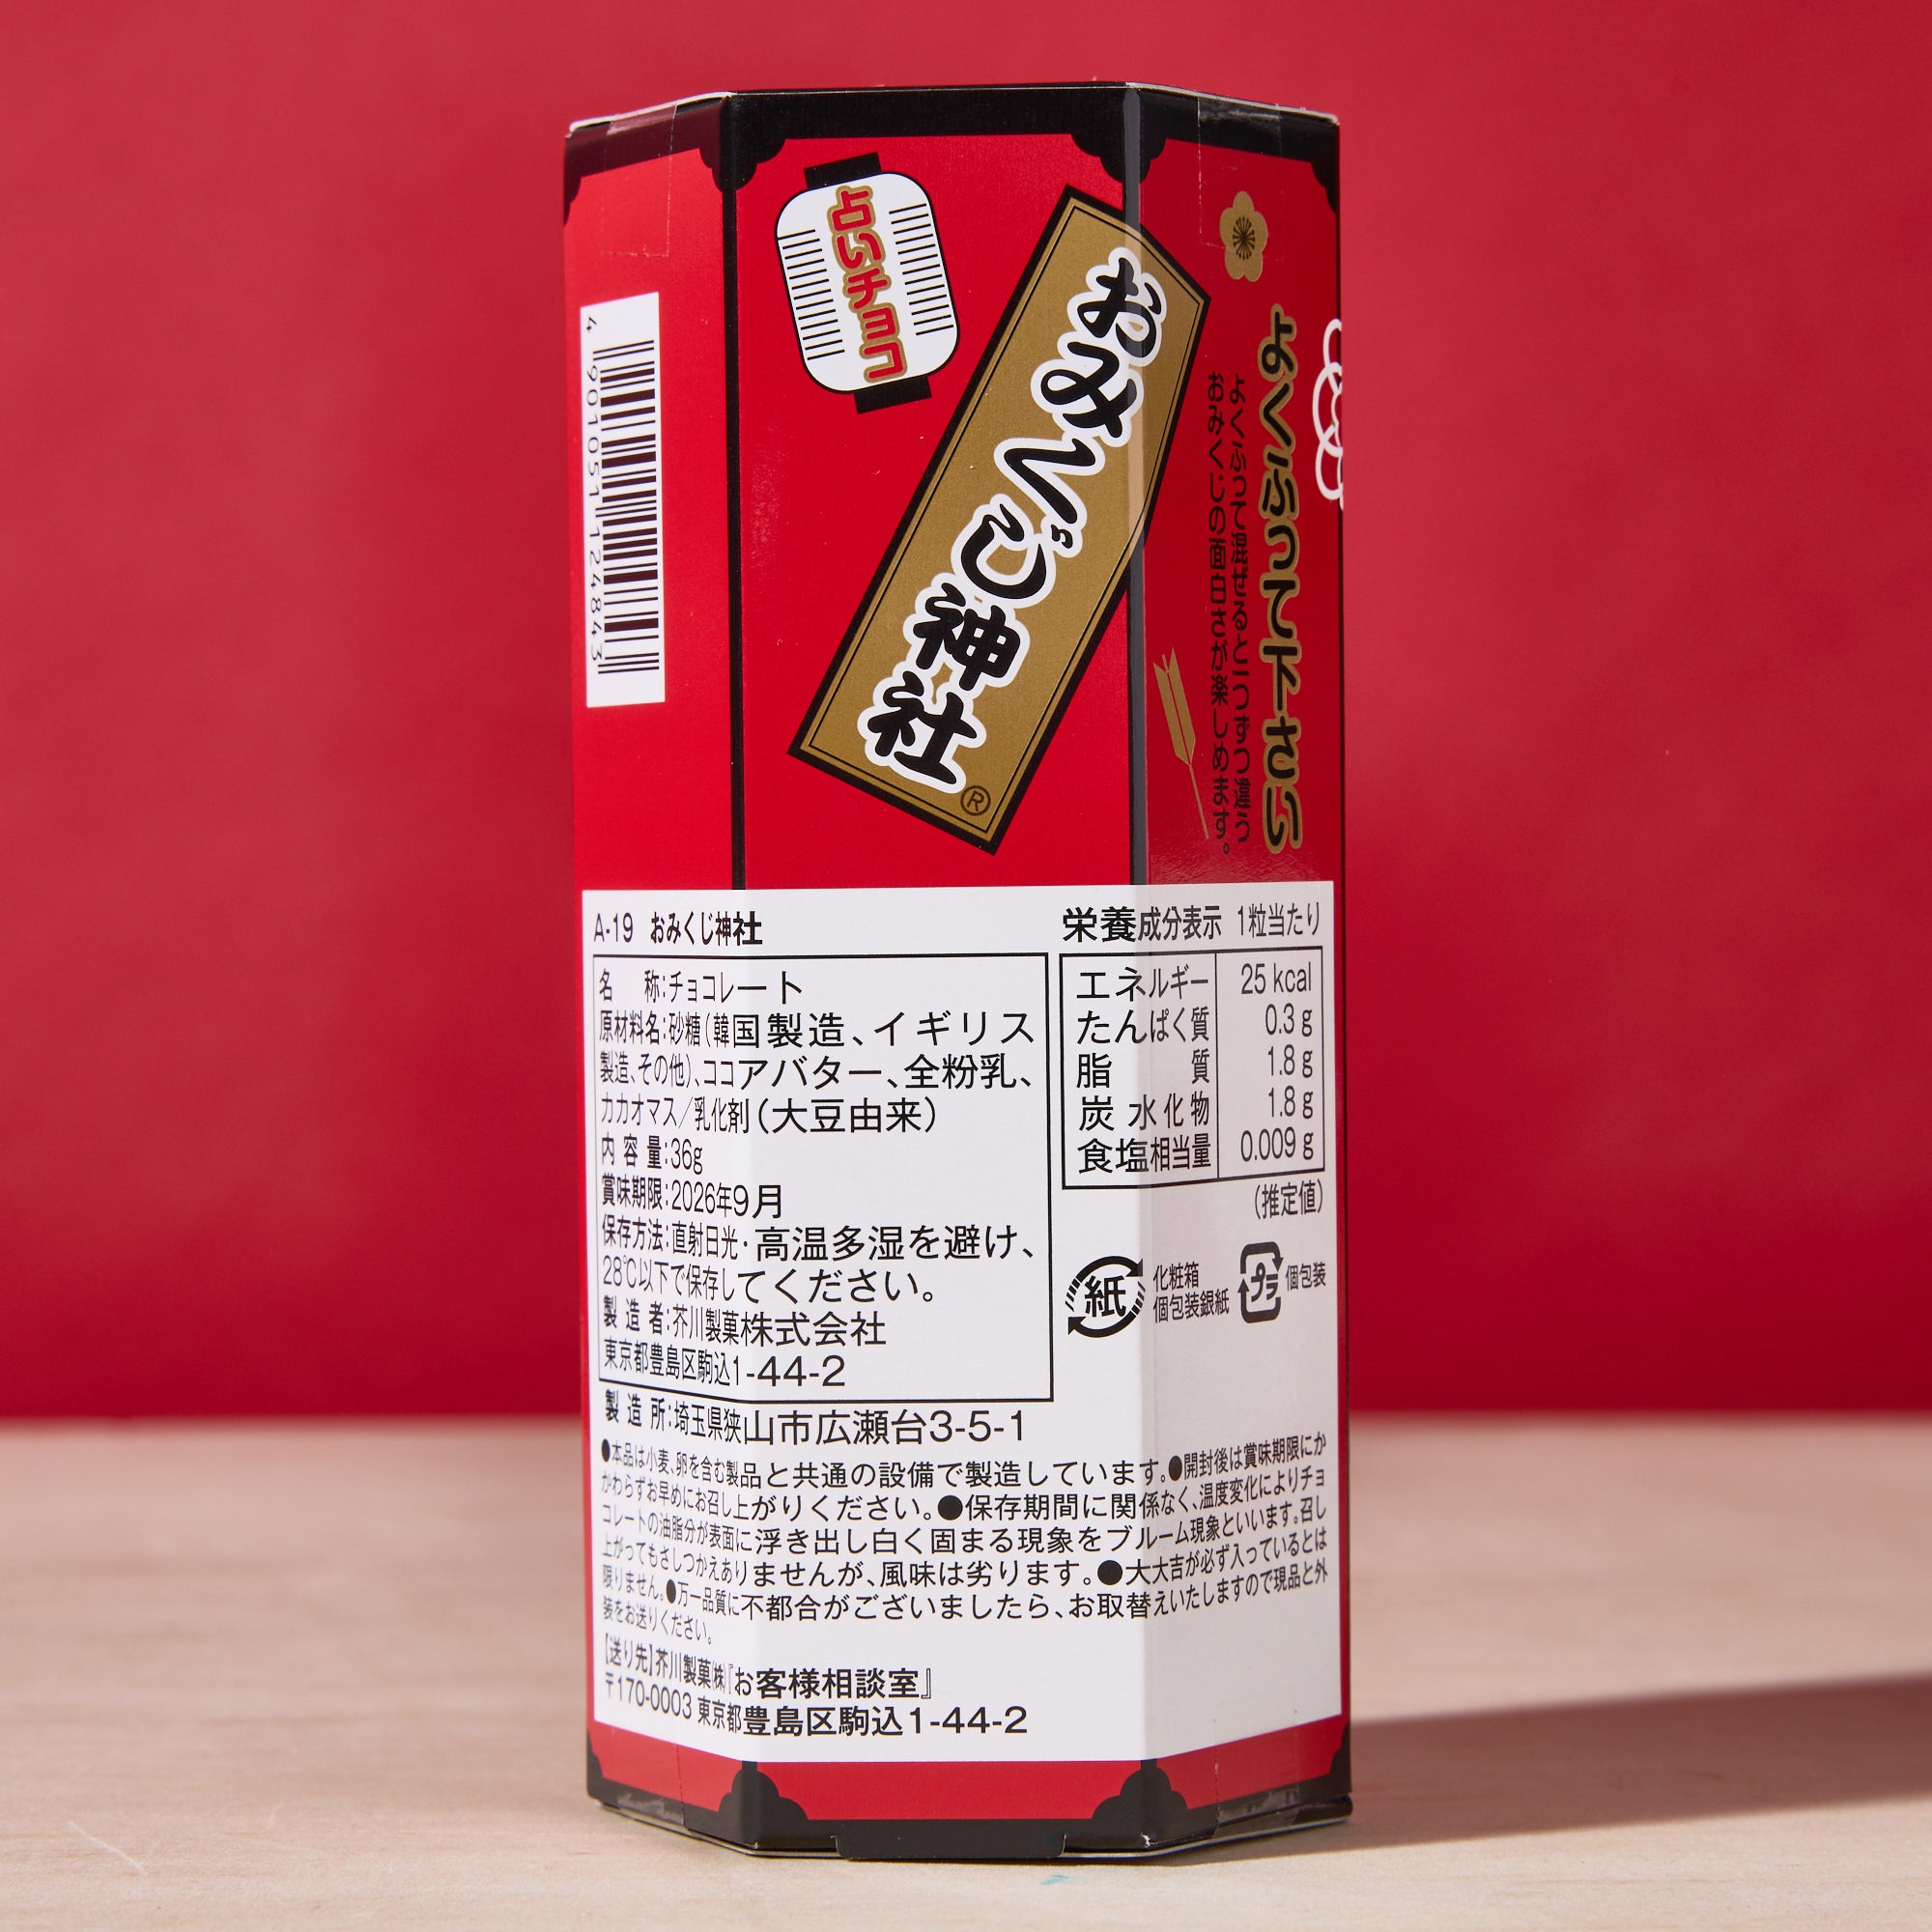 占いチョコ
おみくじ神社®
よくふって下さい
よくふって混ぜると一つずつ違う
おみくじの面白さが楽しめます。
4 901051 124843
A-19 おみくじ神社
名 称:チョコレート
原材料名:砂糖(韓国製造、イギリス
製造、その他)、ココアバター、全粉乳、
カカオマス/乳化剤(大豆由来)
内容量:36g
賞味期限:2026年9月
保存方法:直射日光・高温多湿を避け、
28℃以下で保存してください。
製造者:芥川製菓株式会社
東京都豊島区駒込1-44-2
製造所:埼玉県狭山市広瀬台3-5-1
栄養成分表示 1粒当たり
エネルギー 25 kcal
たんぱく質 0.3 g
脂質 1.8 g
炭水化物 1.8 g
食塩相当量 0.009 g
(推定値)
紙 化粧箱
個包装銀紙
プラ 個包装
●本品は小麦、卵を含む製品と共通の設備で製造しています。●開封後は賞味期限にか
かわらずお早めにお召し上がりください。●保存期間に関係なく、温度変化によりチョ
コレートの油脂分が表面に浮き出し白く固まる現象をブルーム現象といいます。召し
上がってもさしつかえありませんが、風味は劣ります。●大大吉が必ず入っているとは
限りません。●万一品質に不都合がございましたら、お取替えいたしますので現品と外
装をお送りください。
【送り先】芥川製菓㈱『お客様相談室』
〒170-0003 東京都豊島区駒込1-44-2